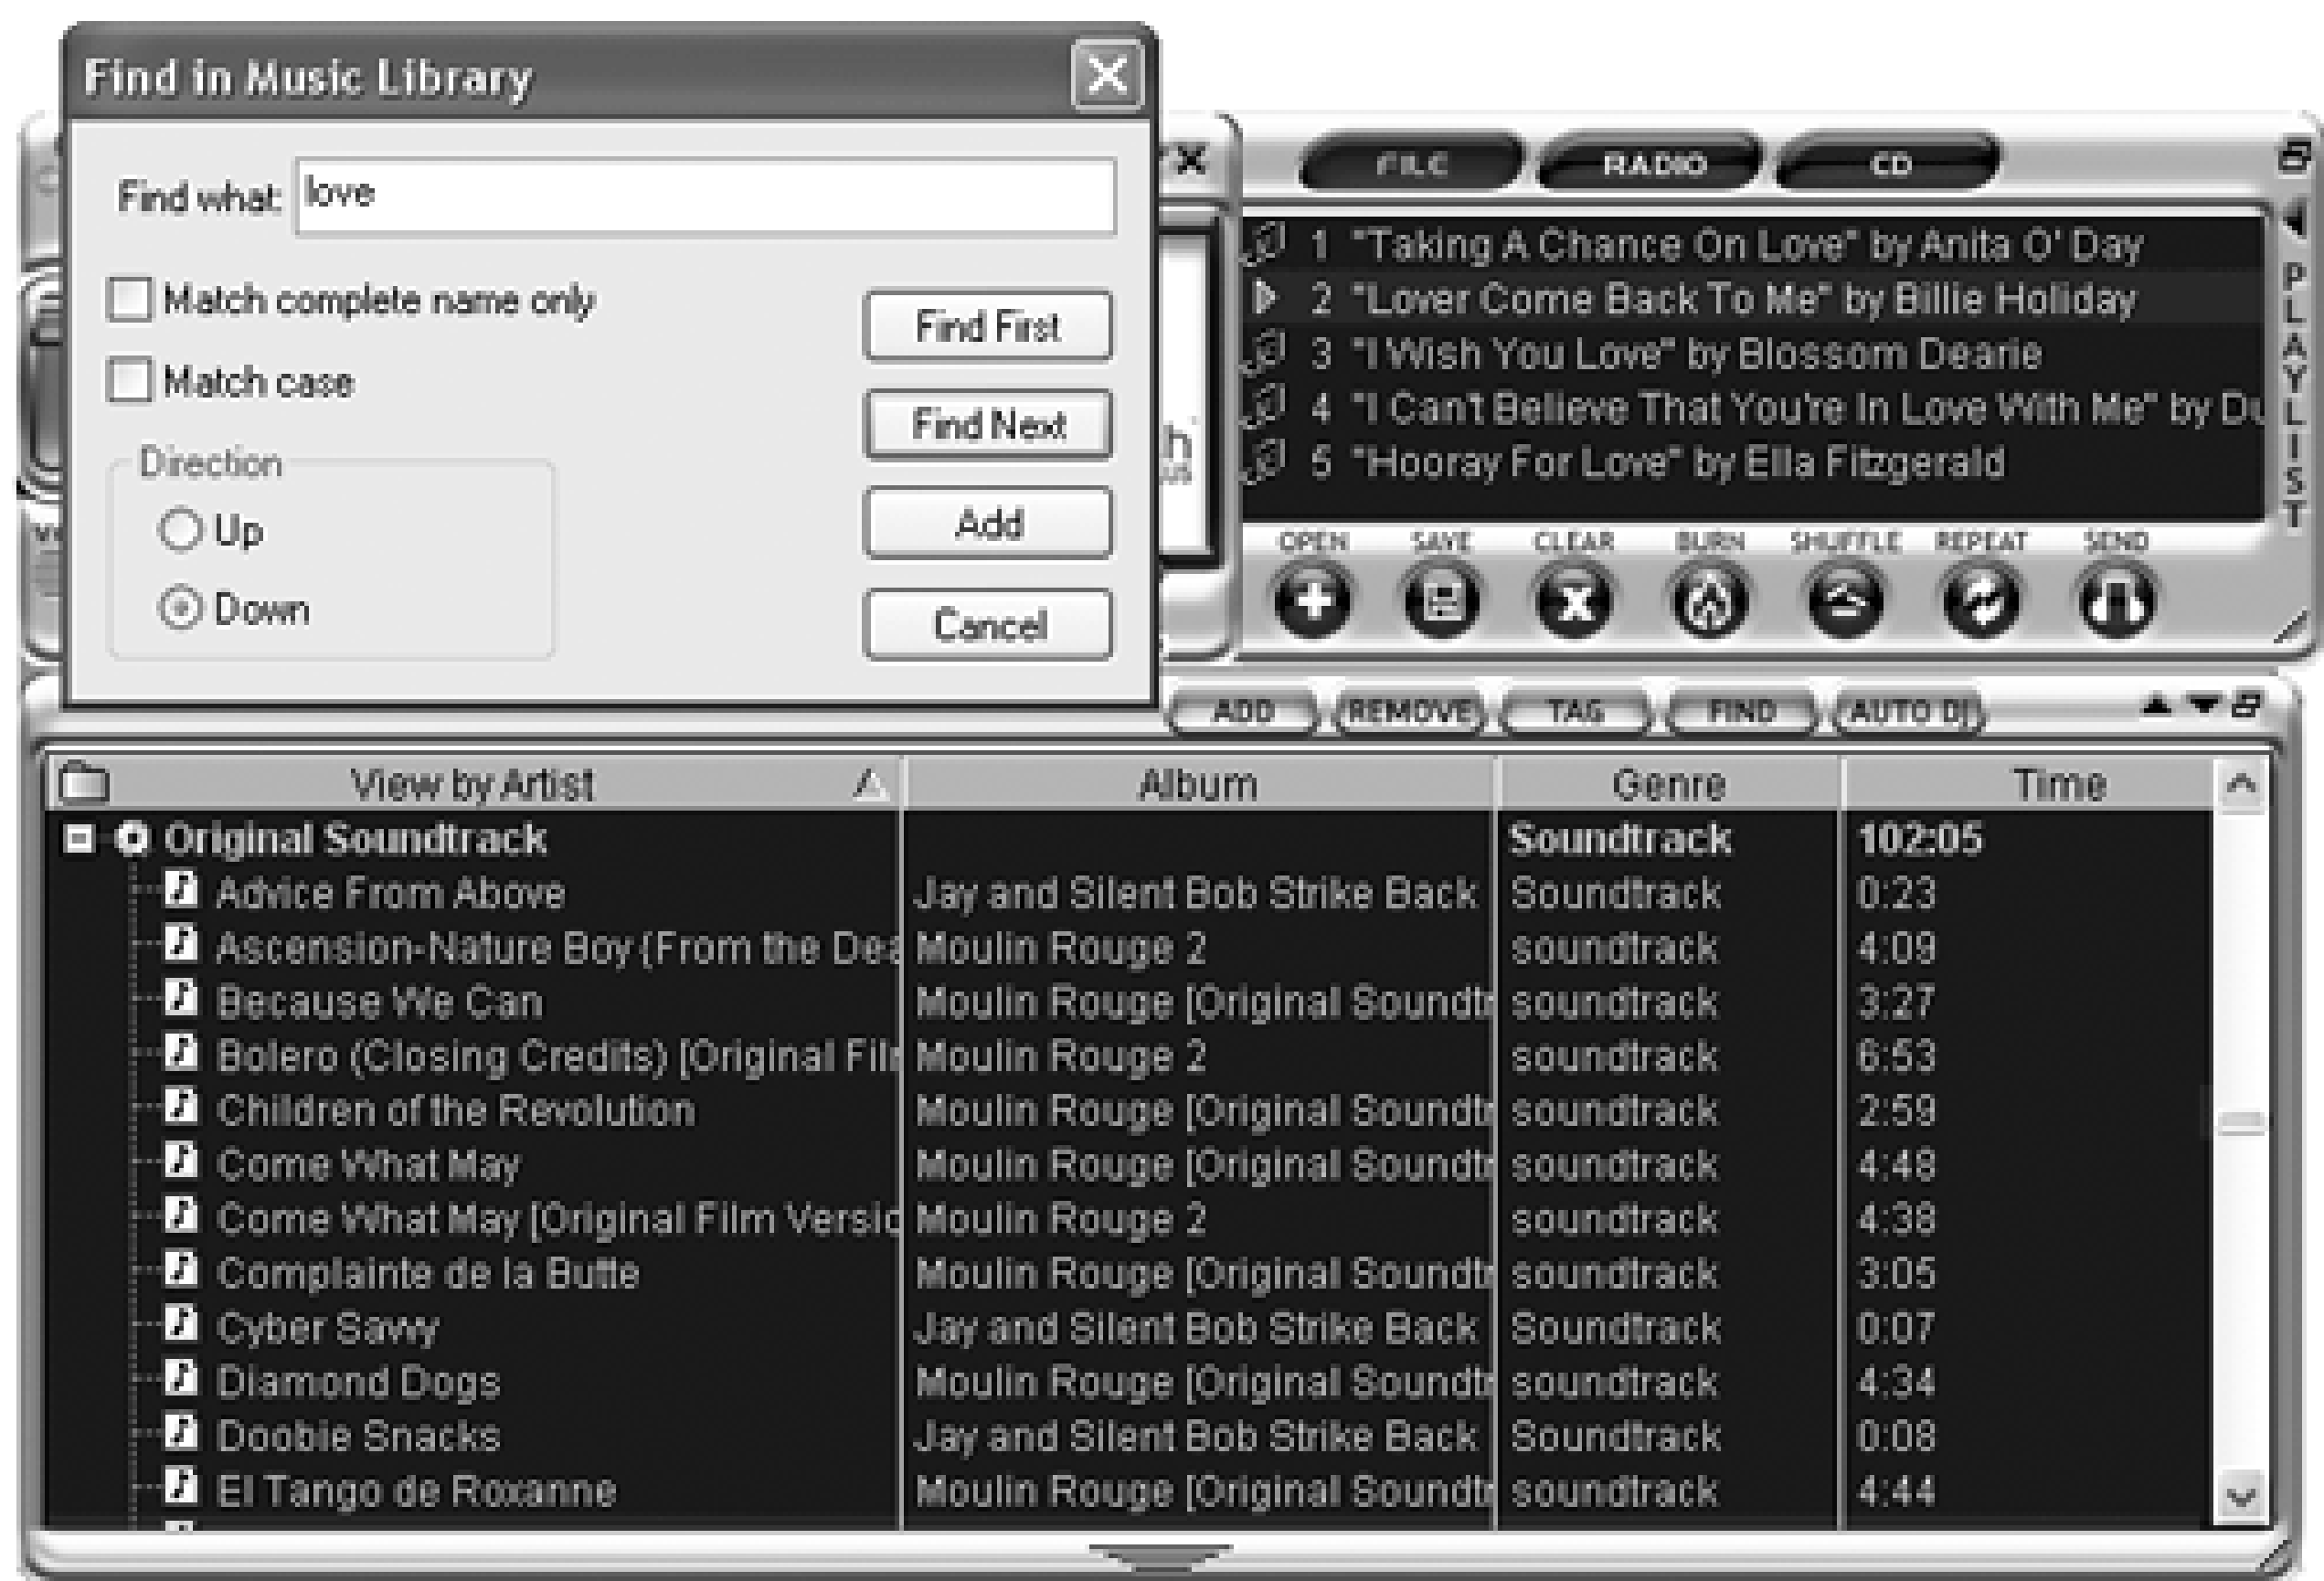 Find in Music Library
Find what: love
Match complete name only
Match case
Direction
Up
Down
Find First
Find Next
Add
Cancel
FILE RADIO CD
1 "Taking A Chance On Love" by Anita O' Day
2 "Lover Come Back To Me" by Billie Holiday
3 "I Wish You Love" by Blossom Dearie
4 "I Can't Believe That You're In Love With Me" by Du
5 "Hooray For Love" by Ella Fitzgerald
PLAYLIST
OPEN SAVE CLEAR BURN SHUFFLE REPEAT SEND
ADD REMOVE TAG FIND AUTO DJ
View by Artist Album Genre Time
Original Soundtrack Soundtrack 102:05
Advice From Above Jay and Silent Bob Strike Back Soundtrack 0:23
Ascension-Nature Boy (From the Dea Moulin Rouge 2 soundtrack 4:09
Because We Can Moulin Rouge [Original Soundtr soundtrack 3:27
Bolero (Closing Credits) [Original Filr Moulin Rouge 2 soundtrack 6:53
Children of the Revolution Moulin Rouge [Original Soundtr soundtrack 2:59
Come What May Moulin Rouge [Original Soundtr soundtrack 4:48
Come What May [Original Film Versio Moulin Rouge 2 soundtrack 4:38
Complainte de la Butte Moulin Rouge [Original Soundtr soundtrack 3:05
Cyber Savvy Jay and Silent Bob Strike Back Soundtrack 0:07
Diamond Dogs Moulin Rouge [Original Soundtr soundtrack 4:34
Doobie Snacks Jay and Silent Bob Strike Back Soundtrack 0:08
El Tango de Roxanne Moulin Rouge [Original Soundtr soundtrack 4:44